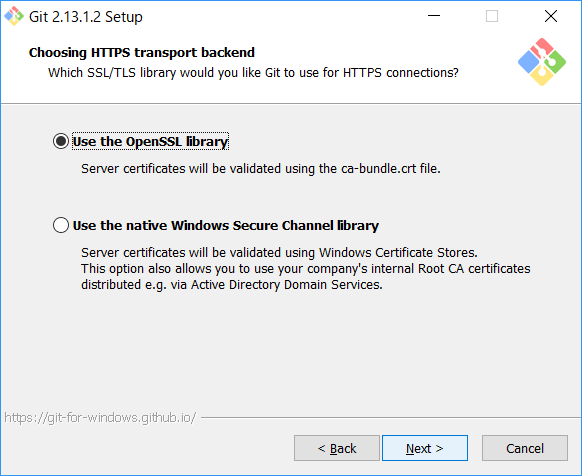 Git 2.13.1.2 Setup
Choosing HTTPS transport backend
Which SSL/TLS library would you like Git to use for HTTPS connections?
Use the OpenSSL library
Server certificates will be validated using the ca-bundle.crt file.
Use the native Windows Secure Channel library
Server certificates will be validated using Windows Certificate Stores.
This option also allows you to use your company's internal Root CA certificates
distributed e.g. via Active Directory Domain Services.
https://git-for-windows.github.io/
< Back
Next >
Cancel